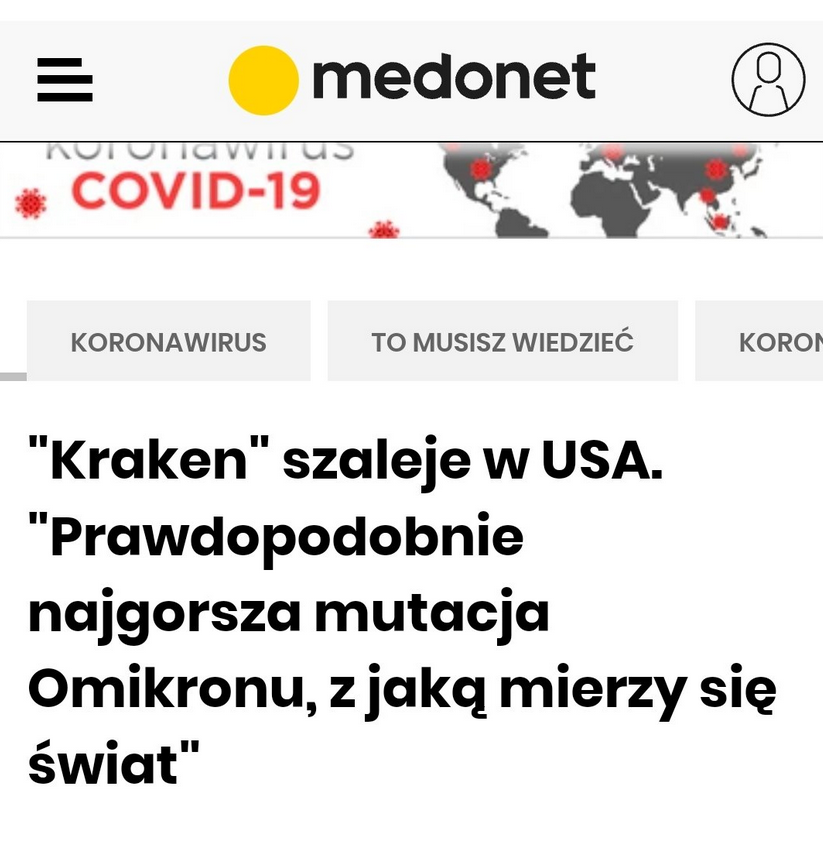 medonet
koronawirus
COVID-19
KORONAWIRUS
TO MUSISZ WIEDZIEĆ
KORON
"Kraken" szaleje w USA.
"Prawdopodobnie
najgorsza mutacja
Omikronu, z jaką mierzy się
świat"